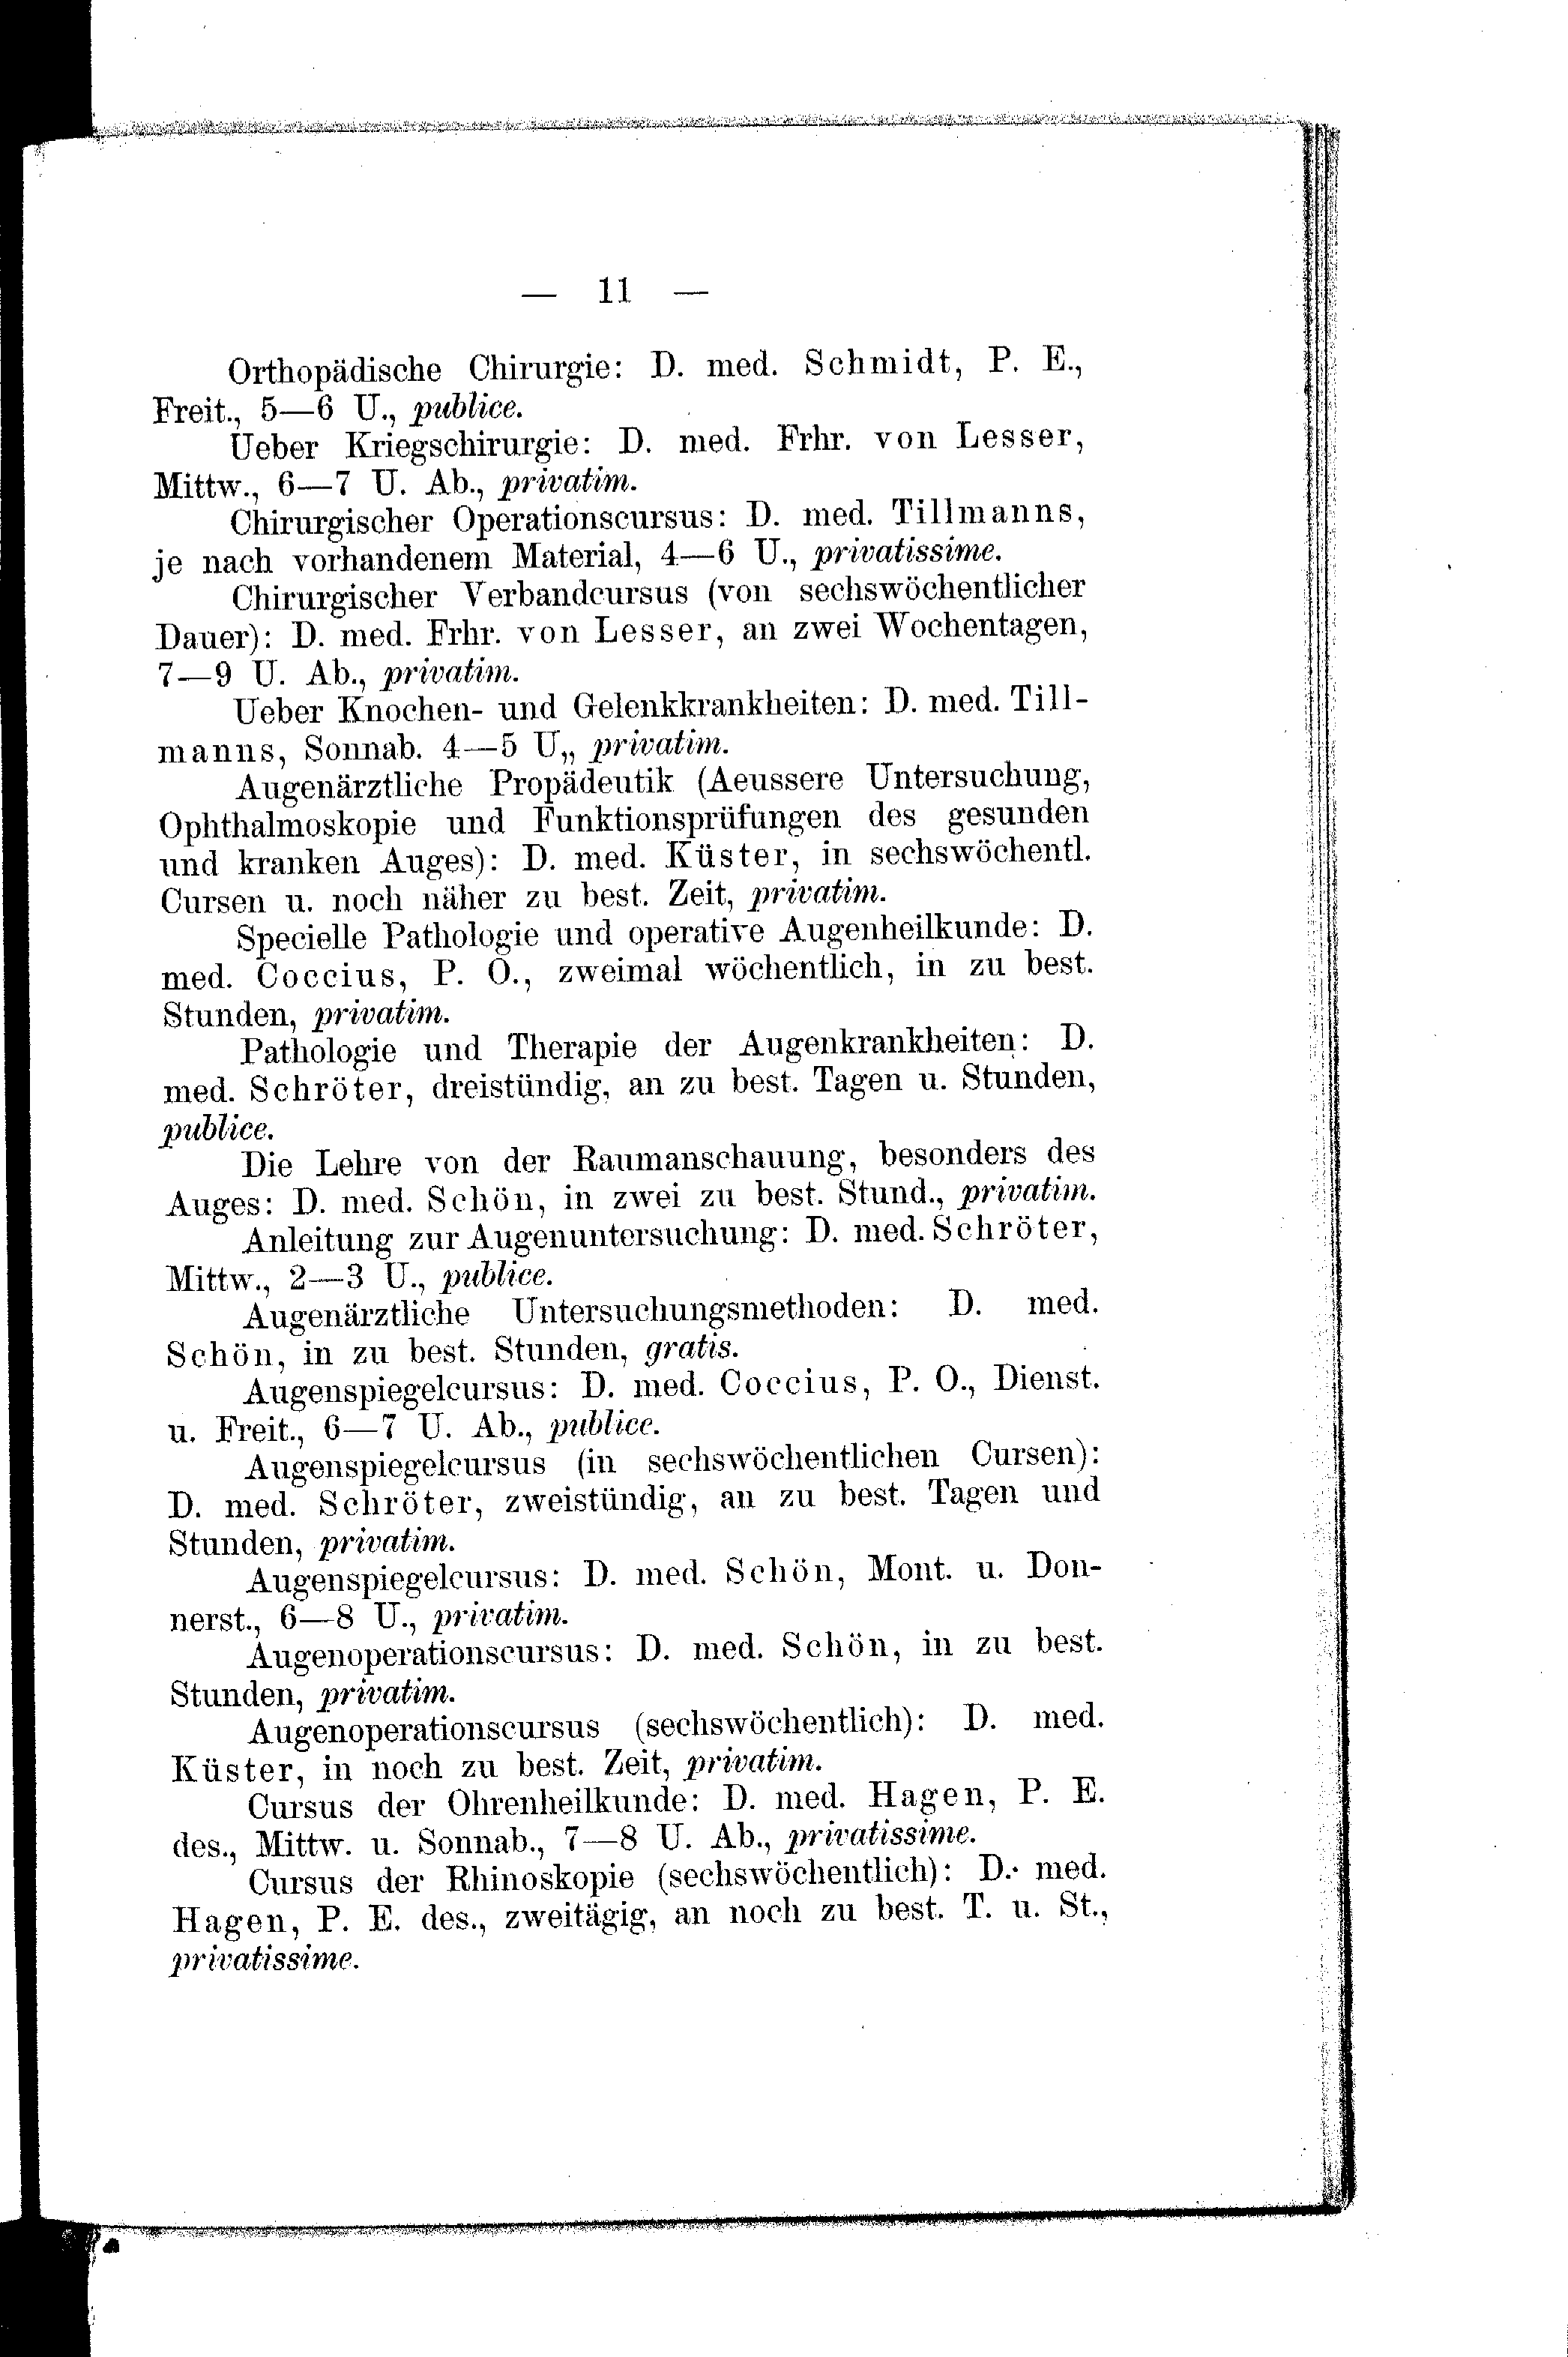 — 11 —
Orthopädische Chirurgie: D. med. Schmidt, P. E.,
Freit., 5—6 U., publice.
Ueber Kriegschirurgie: D. med. Frhr. von Lesser,
Mittw., 6—7 U. Ab., privatim.
Chirurgischer Operationscursus: D. med. Tillmanns,
je nach vorhandenem Material, 4—6 U., privatissime.
Chirurgischer Verbandcursus (von sechswöchentlicher
Dauer): D. med. Frhr. von Lesser, an zwei Wochentagen,
7—9 U. Ab., privatim.
Ueber Knochen- und Gelenkkrankheiten: D. med. Till-
manns, Sonnab. 4—5 U,, privatim.
Augenärztliche Propädeutik (Aeussere Untersuchung,
Ophthalmoskopie und Funktionsprüfungen des gesunden
und kranken Auges): D. med. Küster, in sechswöchentl.
Cursen u. noch näher zu best. Zeit, privatim.
Specielle Pathologie und operative Augenheilkunde: D.
med. Coccius, P. O., zweimal wöchentlich, in zu best.
Stunden, privatim.
Pathologie und Therapie der Augenkrankheiten: D.
med. Schröter, dreistündig, an zu best. Tagen u. Stunden,
publice.
Die Lehre von der Raumanschauung, besonders des
Auges: D. med. Schön, in zwei zu best. Stund., privatim.
Anleitung zur Augenuntersuchung: D. med. Schröter,
Mittw., 2—3 U., publice.
Augenärztliche Untersuchungsmethoden: D. med.
Schön, in zu best. Stunden, gratis.
Augenspiegelcursus: D. med. Coccius, P. O., Dienst.
u. Freit., 6—7 U. Ab., publice.
Augenspiegelcursus (in sechswöchentlichen Cursen):
D. med. Schröter, zweistündig, an zu best. Tagen und
Stunden, privatim.
Augenspiegelcursus: D. med. Schön, Mont. u. Don-
nerst., 6—8 U., privatim.
Augenoperationscursus: D. med. Schön, in zu best.
Stunden, privatim.
Augenoperationscursus (sechswöchentlich): D. med.
Küster, in noch zu best. Zeit, privatim.
Cursus der Ohrenheilkunde: D. med. Hagen, P. E.
des., Mittw. u. Sonnab., 7—8 U. Ab., privatissime.
Cursus der Rhinoskopie (sechswöchentlich): D. med.
Hagen, P. E. des., zweitägig, an noch zu best. T. u. St.,
privatissime.